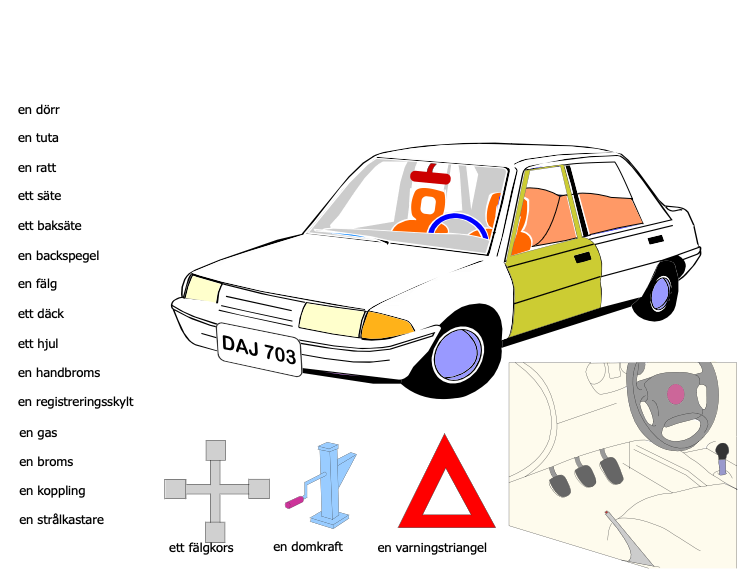 en dörr
en tuta
en ratt
ett säte
ett baksäte
en backspegel
en fälg
ett däck
ett hjul
en handbroms
en registreringsskylt
en gas
en broms
en koppling
en strålkastare
DAJ 703
ett fälgkors
en domkraft
en varningstriangel